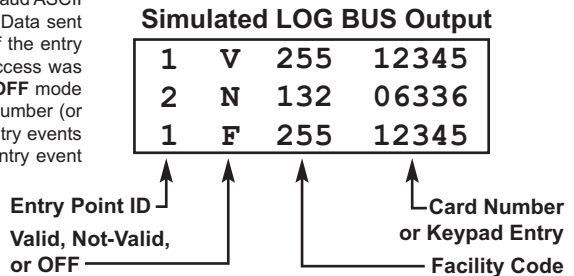 aud ASCII
Data sent
f the entry
ccess was
OFF mode
umber (or
try events
ntry event
Simulated LOG BUS Output
1 V 255 12345
2 N 132 06336
1 F 255 12345
Entry Point ID
Valid, Not-Valid,
or OFF
Card Number
or Keypad Entry
Facility Code